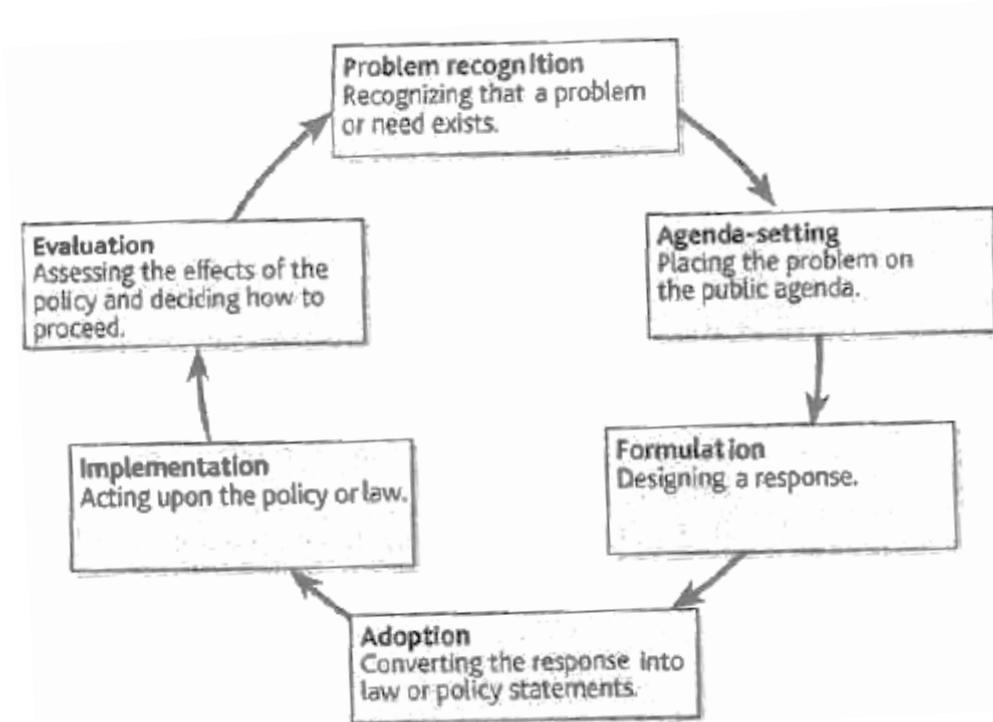 Problem recognition
Recognizing that a problem
or need exists.
Agenda-setting
Placing the problem on
the public agenda.
Formulation
Designing a response.
Adoption
Converting the response into
law or policy statements.
Implementation
Acting upon the policy or law.
Evaluation
Assessing the effects of the
policy and deciding how to
proceed.